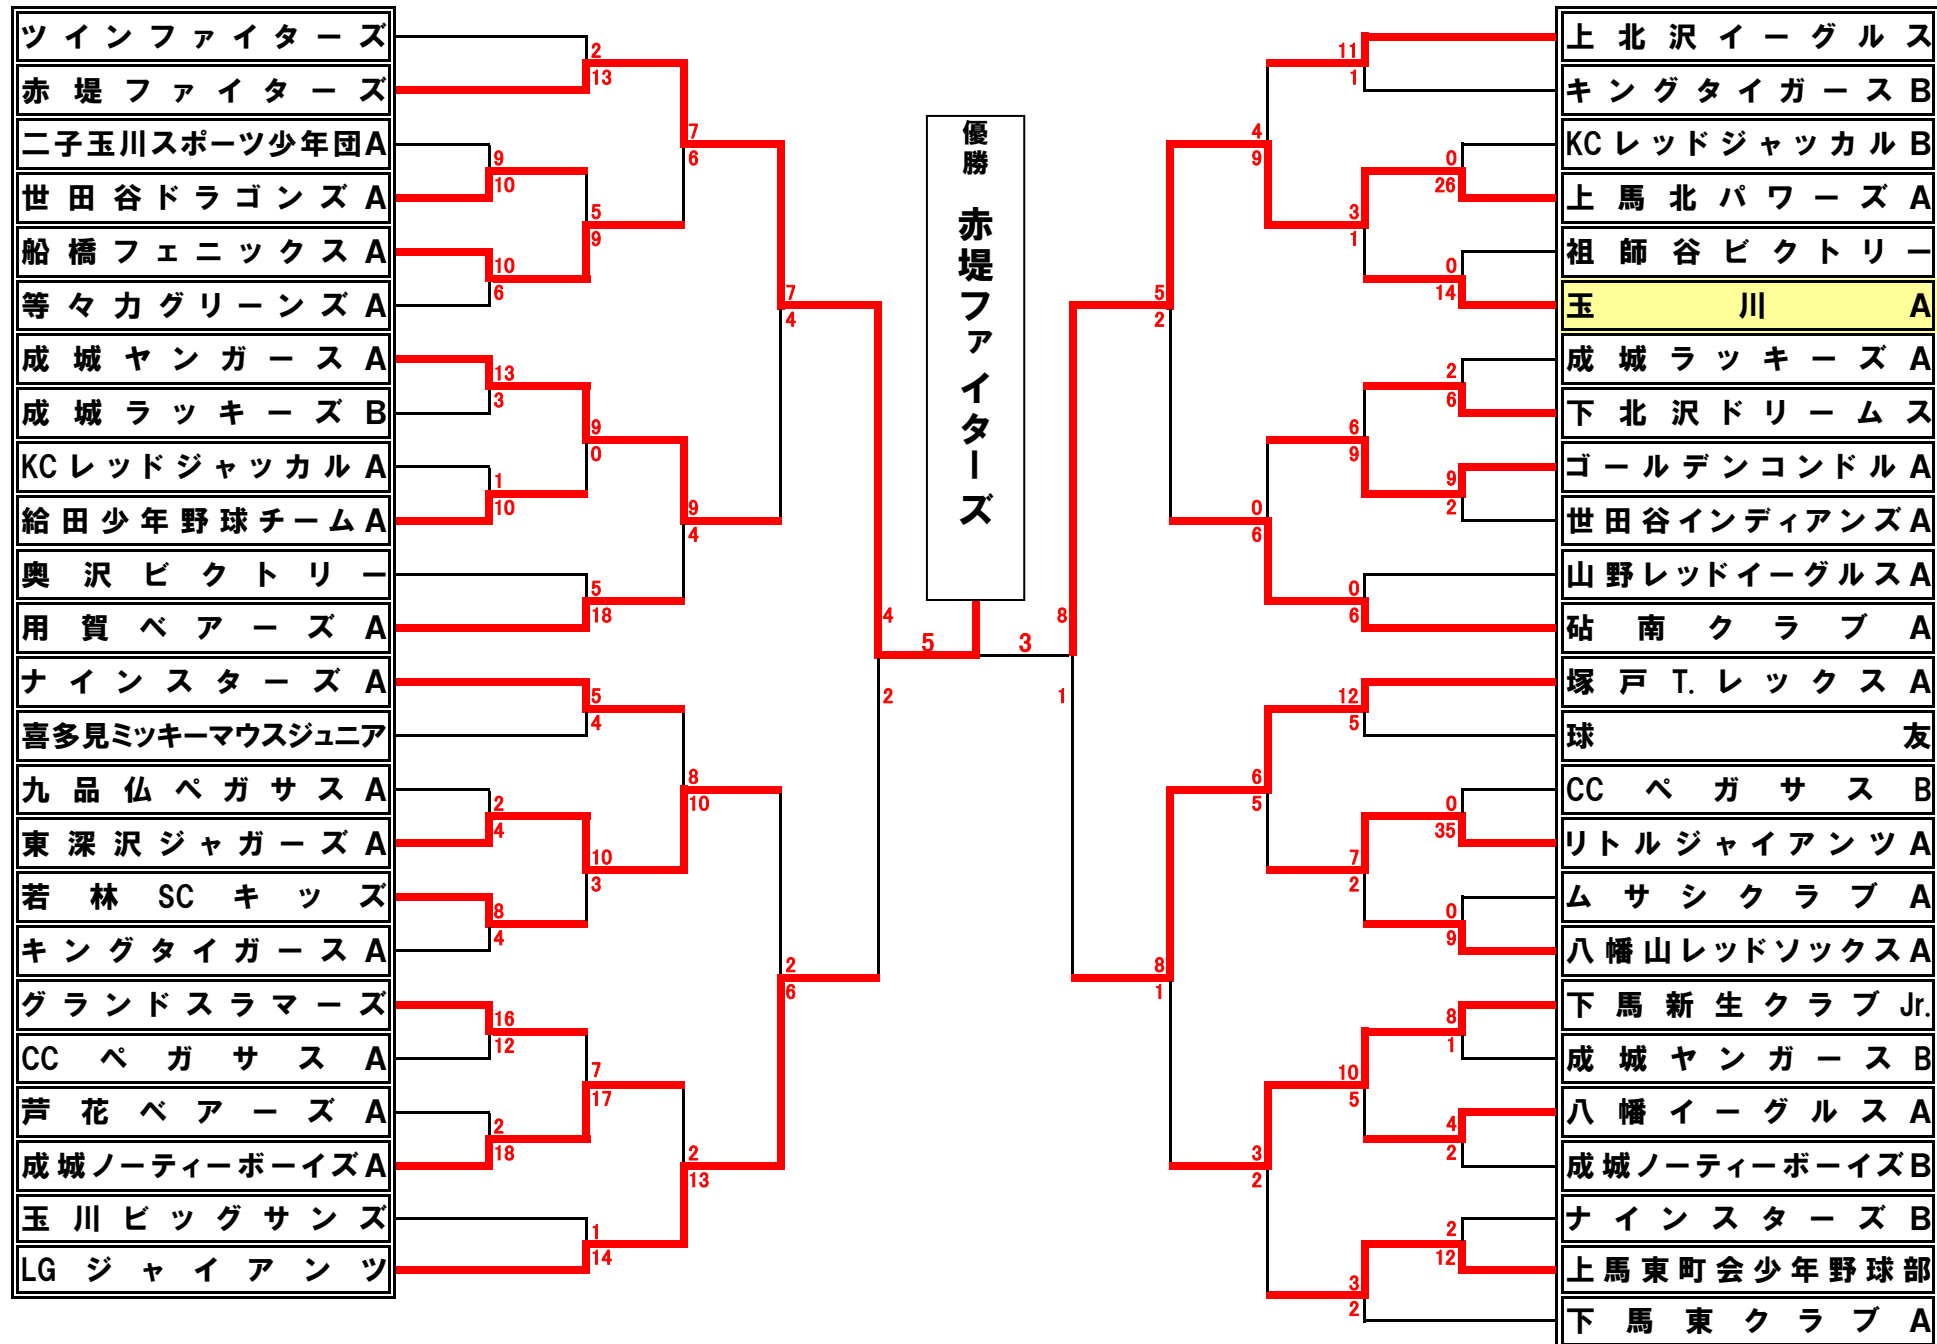 ツインファイターズ
赤堤ファイターズ
二子玉川スポーツ少年団A
世田谷ドラゴンズA
船橋フェニックスA
等々力グリーンズA
成城ヤンガースA
成城ラッキーズB
KCレッドジャッカルA
給田少年野球チームA
奥沢ビクトリー
用賀ベアーズA
ナインスターズA
喜多見ミッキーマウスジュニア
九品仏ペガサスA
東深沢ジャガーズA
若林SCキッズ
キングタイガースA
グランドスラマーズ
CCペガサスA
芦花ベアーズA
成城ノーティーボーイズA
玉川ビッグサンズ
LGジャイアンツ
2
13
9
10
10
6
13
3
1
10
5
18
5
4
2
4
8
4
16
12
2
18
1
14
5
9
9
0
10
3
7
17
7
6
9
4
8
10
2
13
7
4
2
6
4
2
5
優勝 赤堤ファイターズ
3
8
1
5
2
8
1
4
9
0
6
6
5
3
2
11
1
3
1
6
9
0
6
12
5
7
2
10
5
3
2
0
26
0
14
2
6
9
2
0
35
0
9
8
1
4
2
2
12
上北沢イーグルス
キングタイガースB
KCレッドジャッカルB
上馬北パワーズA
祖師谷ビクトリー
玉川A
成城ラッキーズA
下北沢ドリームス
ゴールデンコンドルA
世田谷インディアンズA
山野レッドイーグルスA
砧南クラブA
塚戸T.レックスA
球友
CCペガサスB
リトルジャイアンツA
ムサシクラブA
八幡山レッドソックスA
下馬新生クラブJr.
成城ヤンガースB
八幡イーグルスA
成城ノーティーボーイズB
ナインスターズB
上馬東町会少年野球部
下馬東クラブA